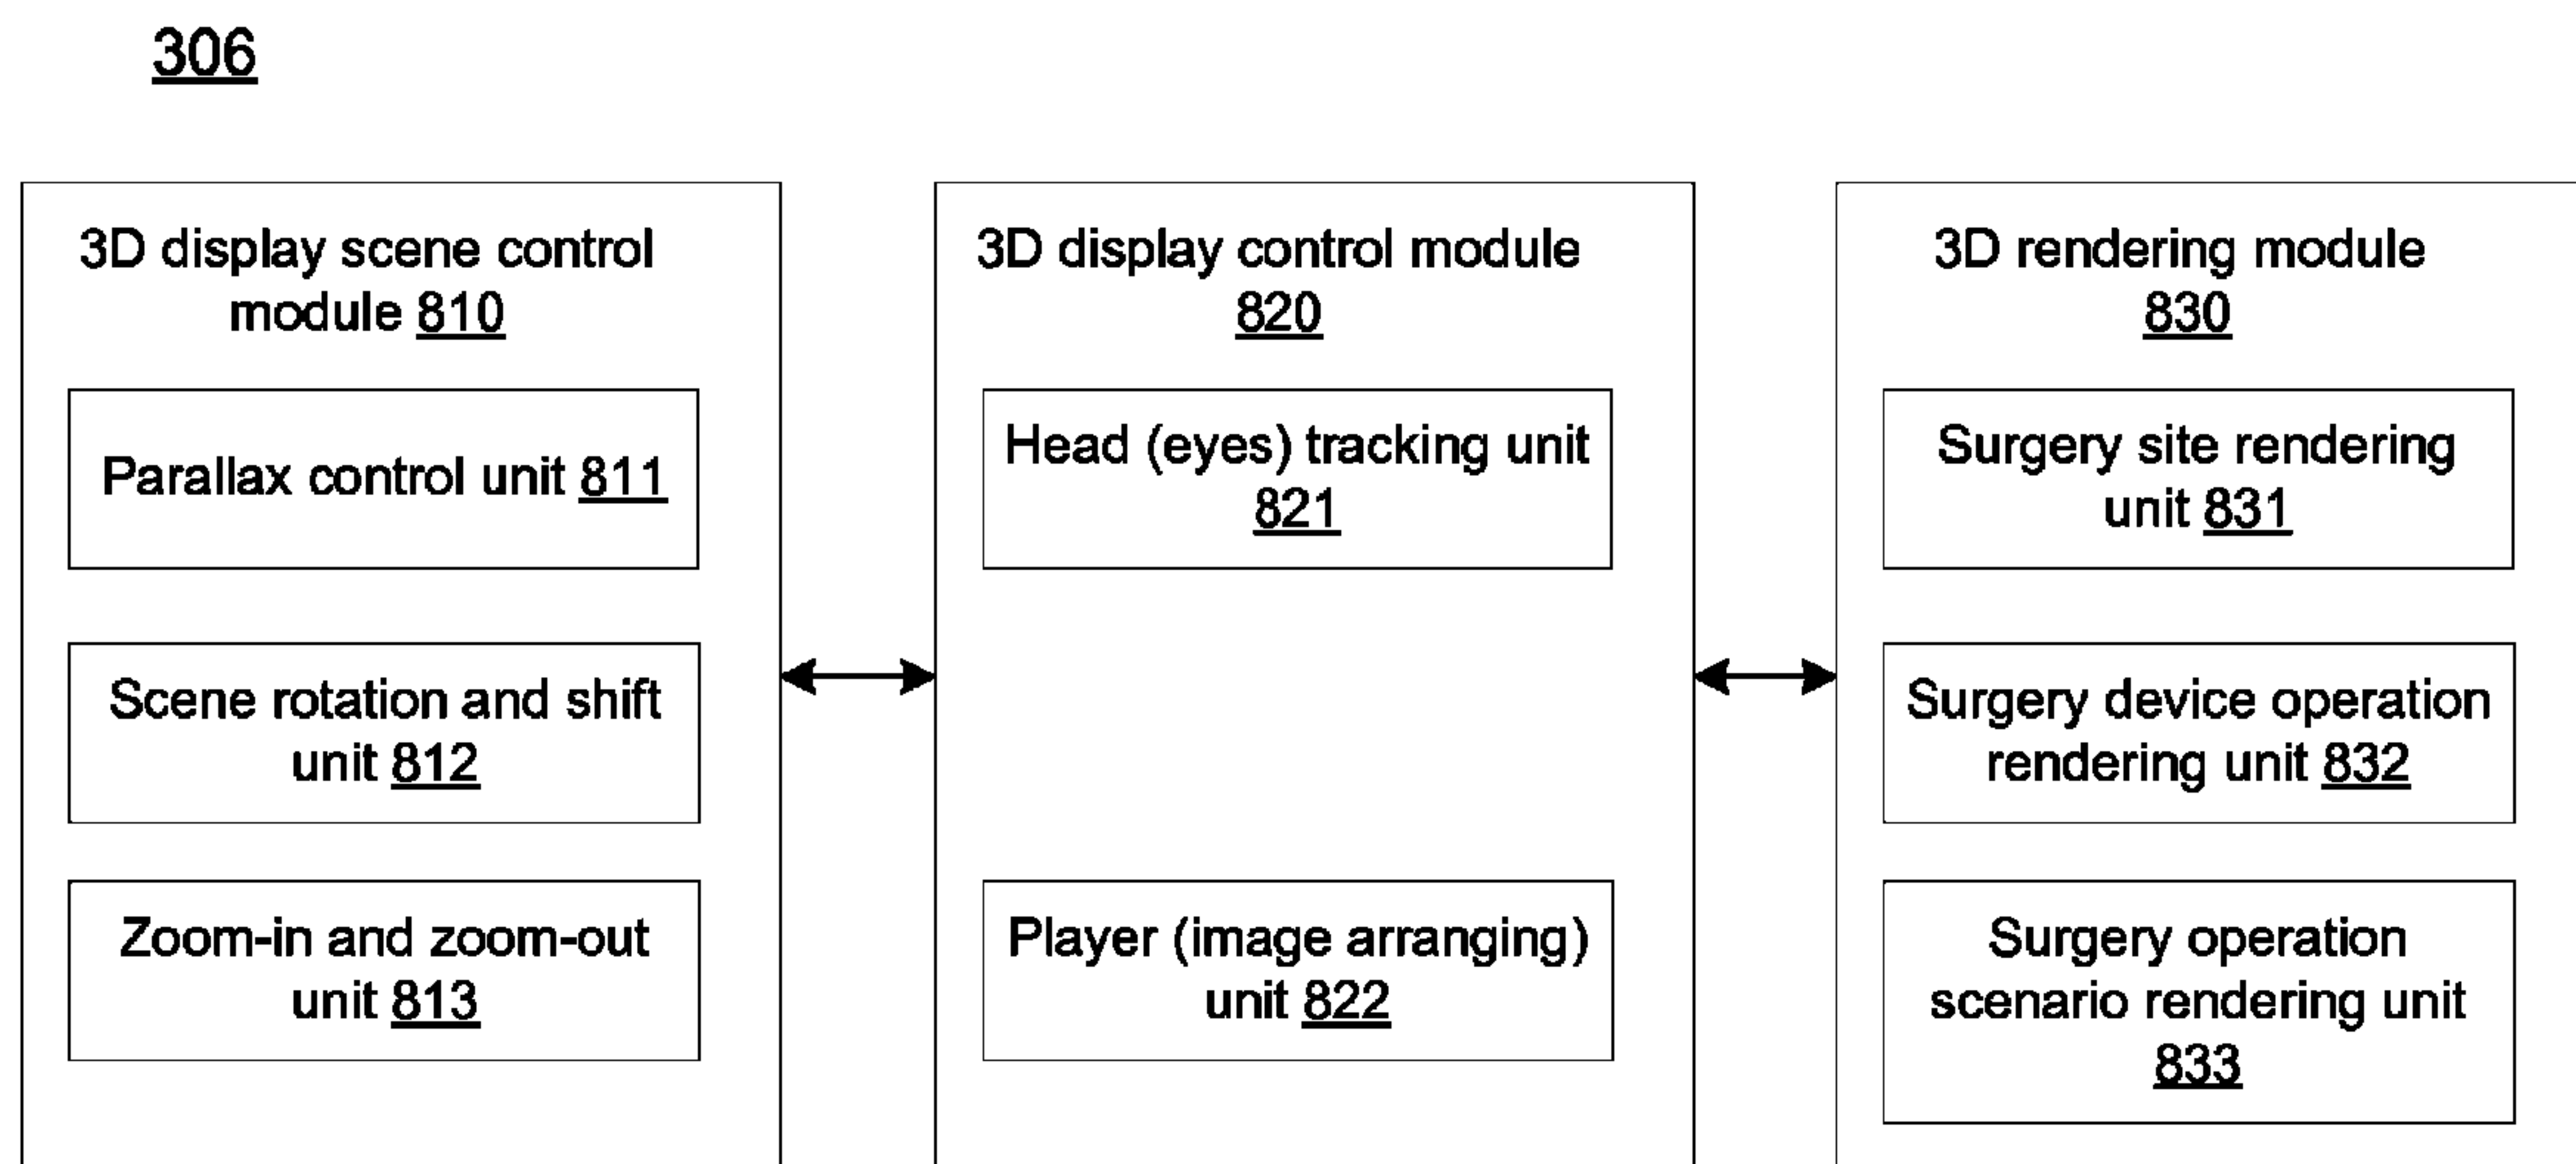 306
3D display scene control
module 810
Parallax control unit 811
Scene rotation and shift
unit 812
Zoom-in and zoom-out
unit 813
3D display control module
820
Head (eyes) tracking unit
821
Player (image arranging)
unit 822
3D rendering module
830
Surgery site rendering
unit 831
Surgery device operation
rendering unit 832
Surgery operation
scenario rendering unit
833